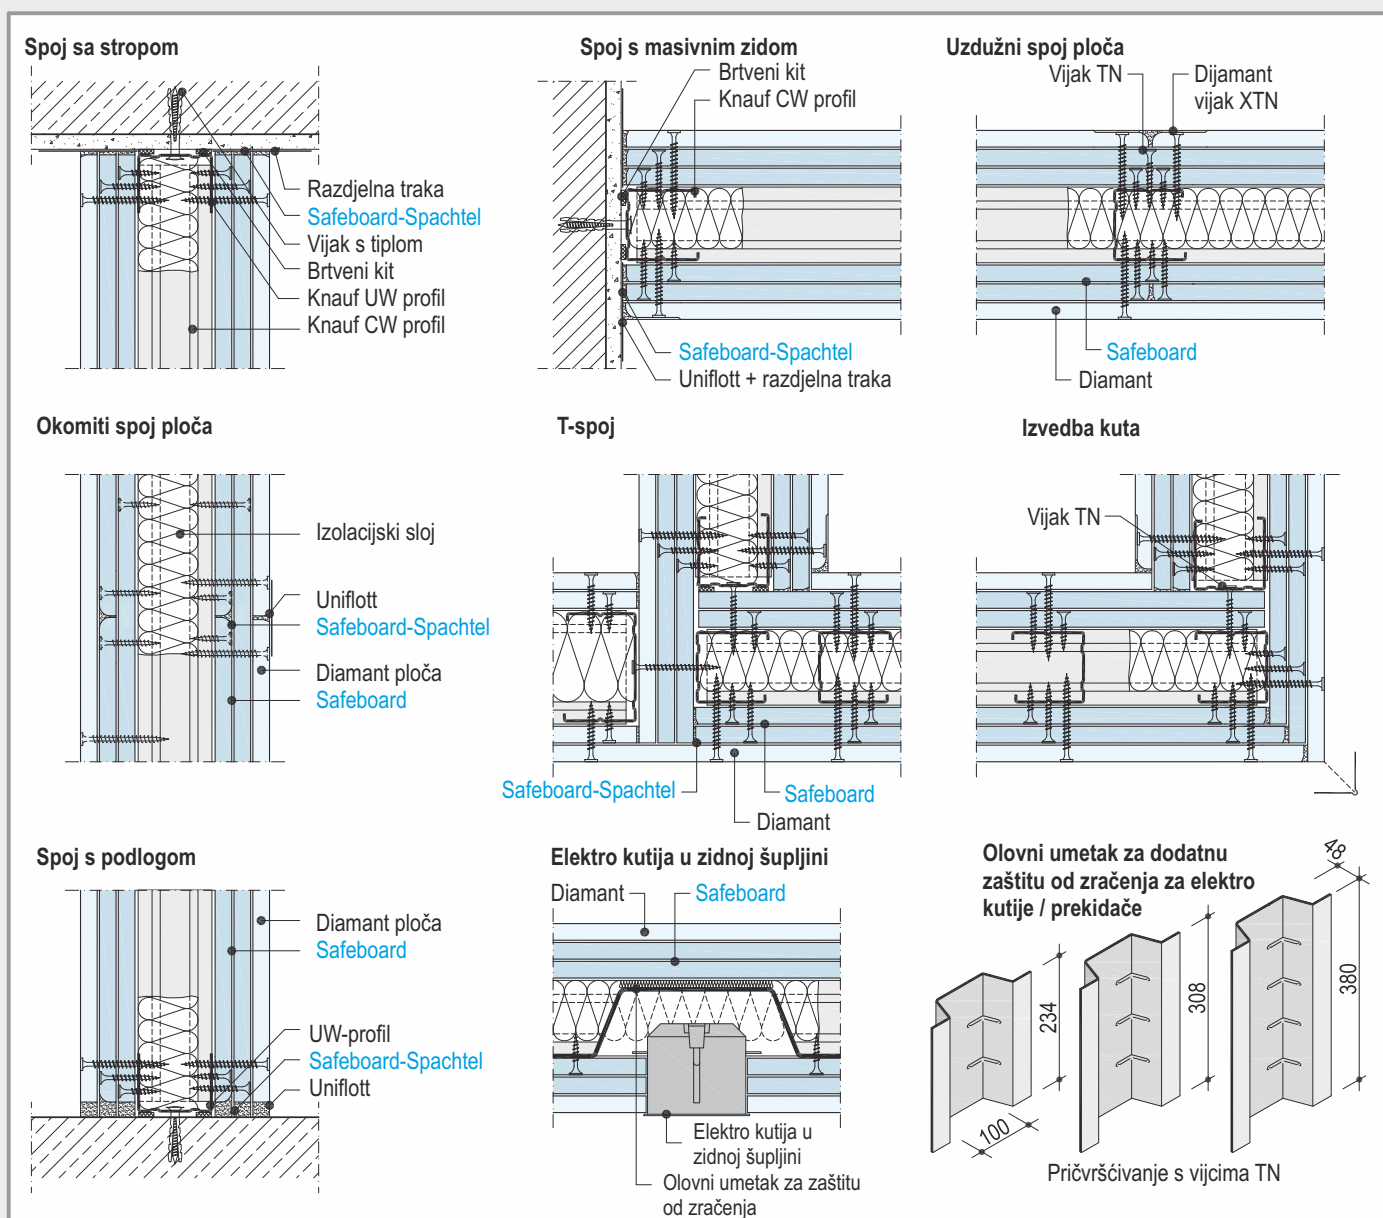 Spoj sa stropom
Razdjelna traka
Safeboard-Spachtel
Vijak s tiplom
Brtveni kit
Knauf UW profil
Knauf CW profil
Spoj s masivnim zidom
Brtveni kit
Knauf CW profil
Safeboard-Spachtel
Uniflott + razdjelna traka
Uzdužni spoj ploča
Vijak TN
Dijamant
vijak XTN
Safeboard
Diamant
Okomiti spoj ploča
Izolacijski sloj
Uniflott
Safeboard-Spachtel
Diamant ploča
Safeboard
T-spoj
Safeboard-Spachtel
Safeboard
Diamant
Izvedba kuta
Vijak TN
Spoj s podlogom
Diamant ploča
Safeboard
UW-profil
Safeboard-Spachtel
Uniflott
Elektro kutija u zidnoj šupljini
Diamant
Safeboard
Elektro kutija u
zidnoj šupljini
Olovni umetak za zaštitu
od zračenja
Olovni umetak za dodatnu
zaštitu od zračenja za elektro
kutije / prekidače
48
234
308
380
100
Pričvršćivanje s vijcima TN